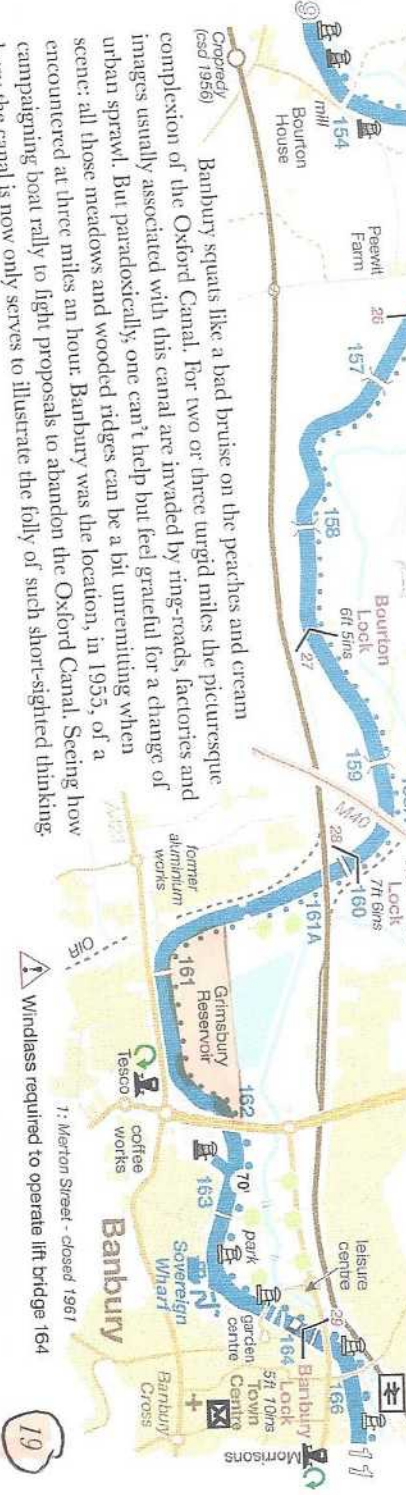 Banbury squats like a bad bruise on the peaches and cream
complexion of the Oxford Canal. For two or three turgid miles the picturesque
images usually associated with this canal are invaded by ring-roads, factories and
urban sprawl. But paradoxically, one can't help but feel grateful for a change of
scene: all those meadows and wooded ridges can be a bit unremitting when
encountered at three miles an hour. Banbury was the location, in 1955, of a
campaigning boat rally to fight proposals to abandon the Oxford Canal. Seeing how
the canal is now only serves to illustrate the folly of such short-sighted thinking.
Cropredy
(csd 1956)
mill
154
Bourton
House
Peewit
Farm
26
157
158
Bourton
Lock
6ft 5ins
27
159
M40
Lock
7ft 6ins
28
160
161A
former
aluminium
works
O/B
161
Grimsbury
Reservoir
162
Tesco
coffee
works
70'
163
park
Sovereign
Wharf
garden
centre
leisure
centre
164
29
Banbury
Lock
5ft 10ins
166
Town
Centre
Morrisons
Banbury
Banbury
Cross
1: Merton Street - closed 1961
Windlass required to operate lift bridge 164
19